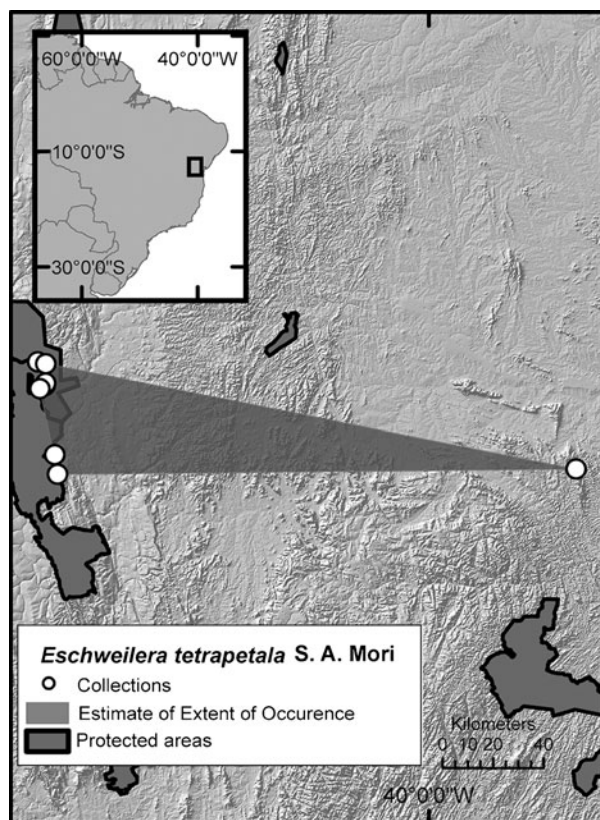 60°0'0"W 40°0'0"W
10°0'0"S
30°0'0"S
Eschweilera tetrapetala S. A. Mori
Collections
Estimate of Extent of Occurence
Protected areas
Kilometers
0 10 20 40
40°0'0"W